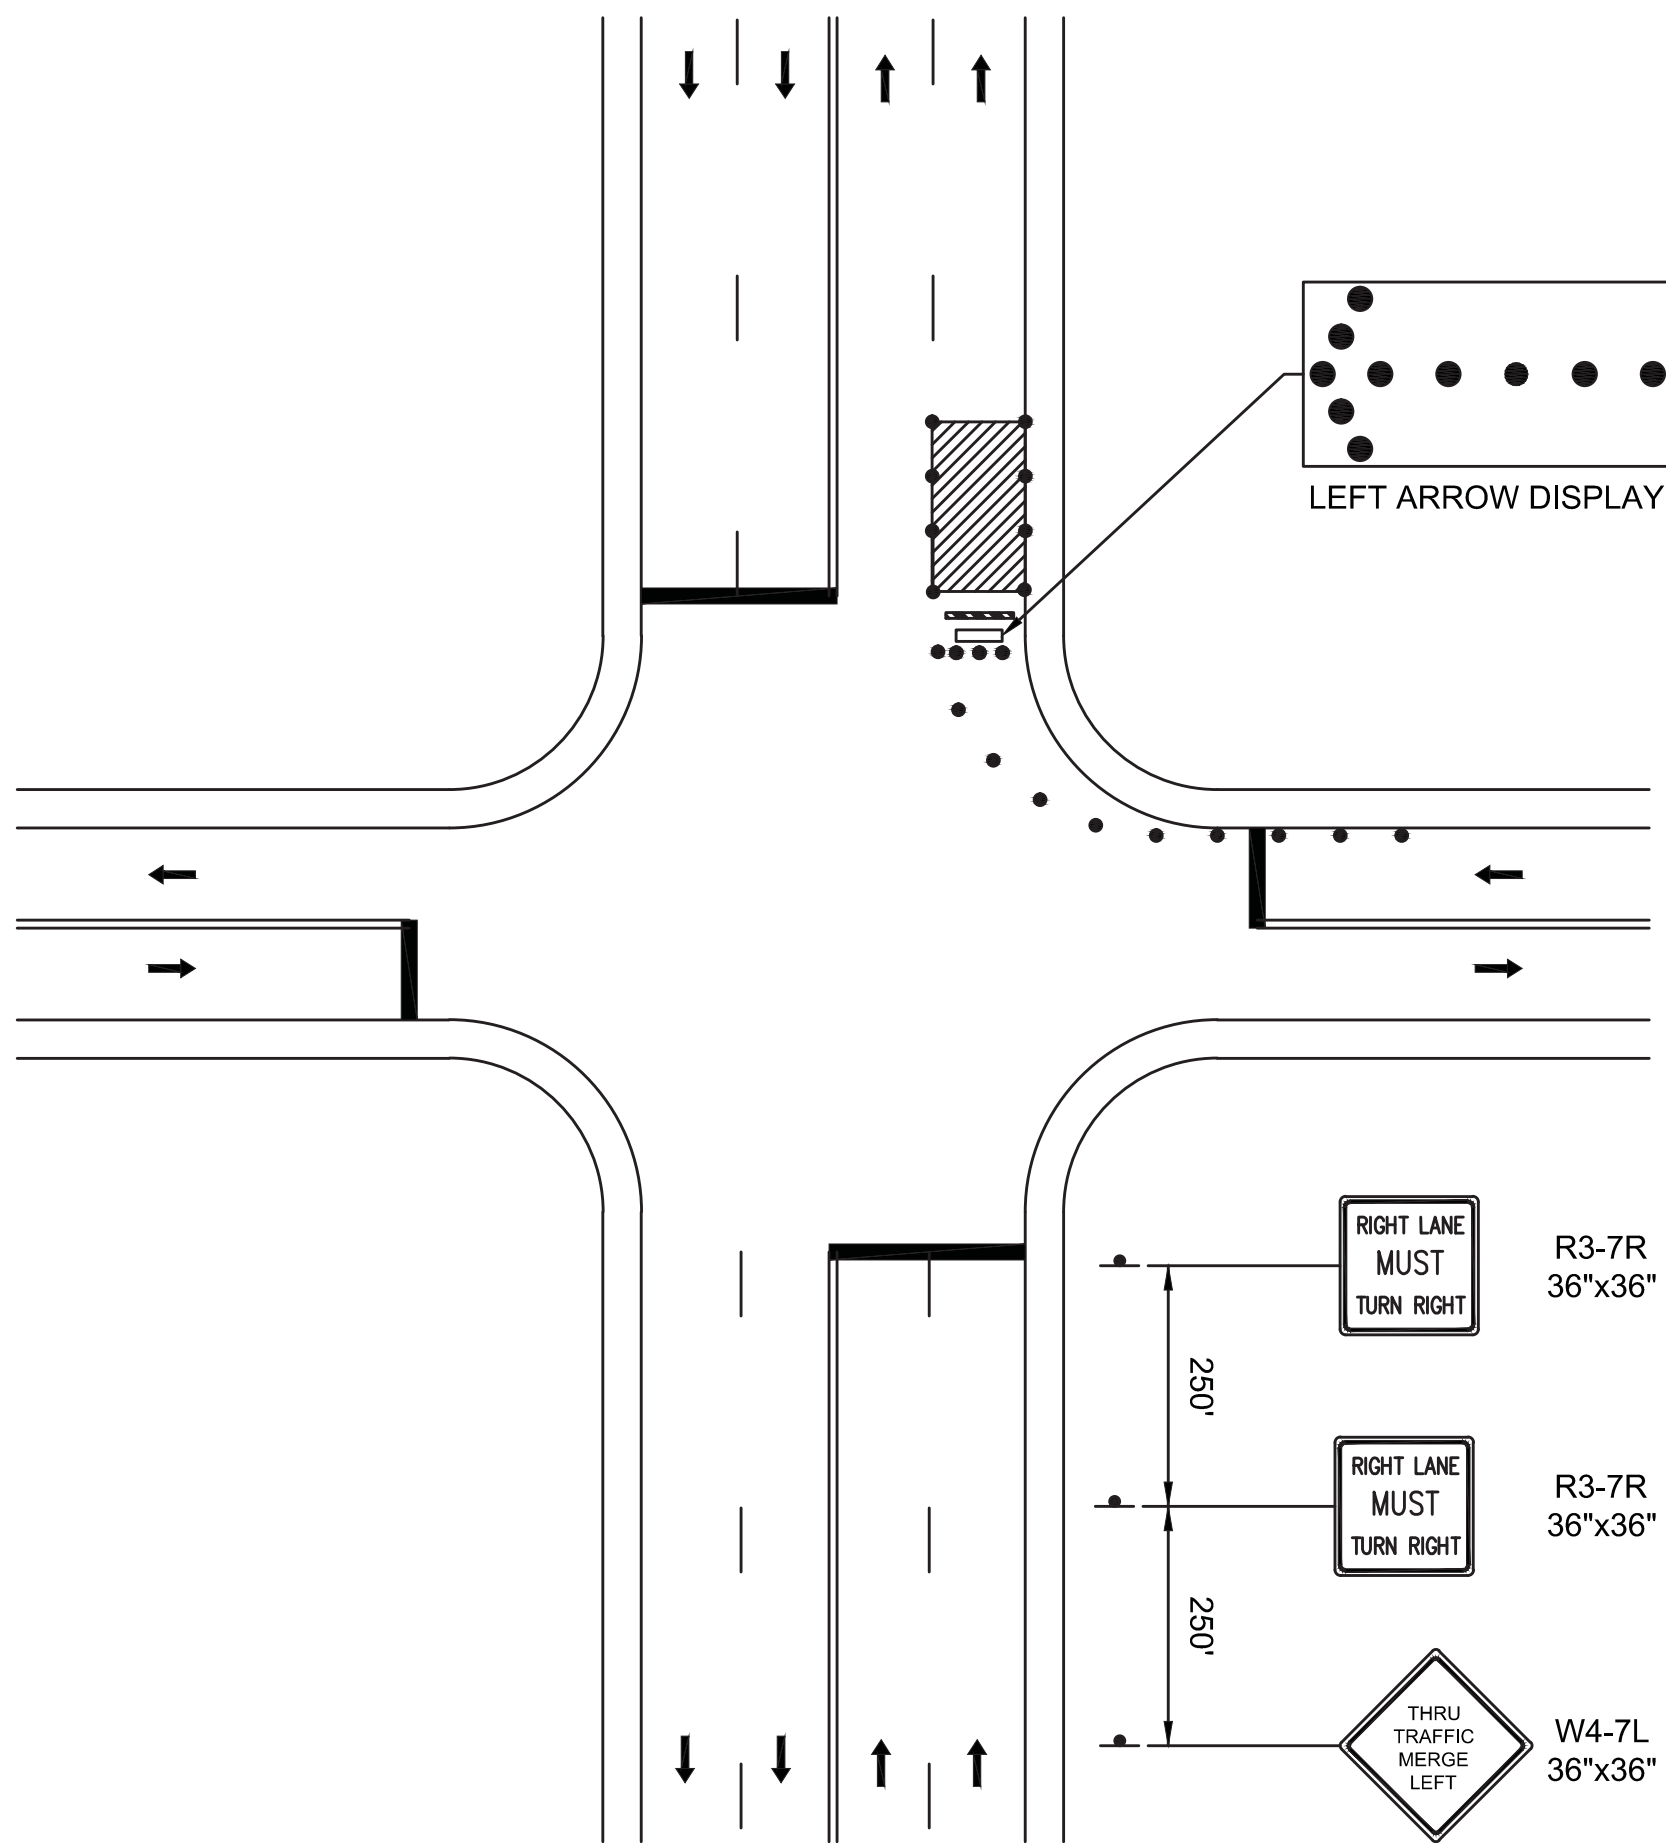 LEFT ARROW DISPLAY
RIGHT LANE
MUST
TURN RIGHT
R3-7R
36"x36"
250'
RIGHT LANE
MUST
TURN RIGHT
R3-7R
36"x36"
250'
THRU
TRAFFIC
MERGE
LEFT
W4-7L
36"x36"